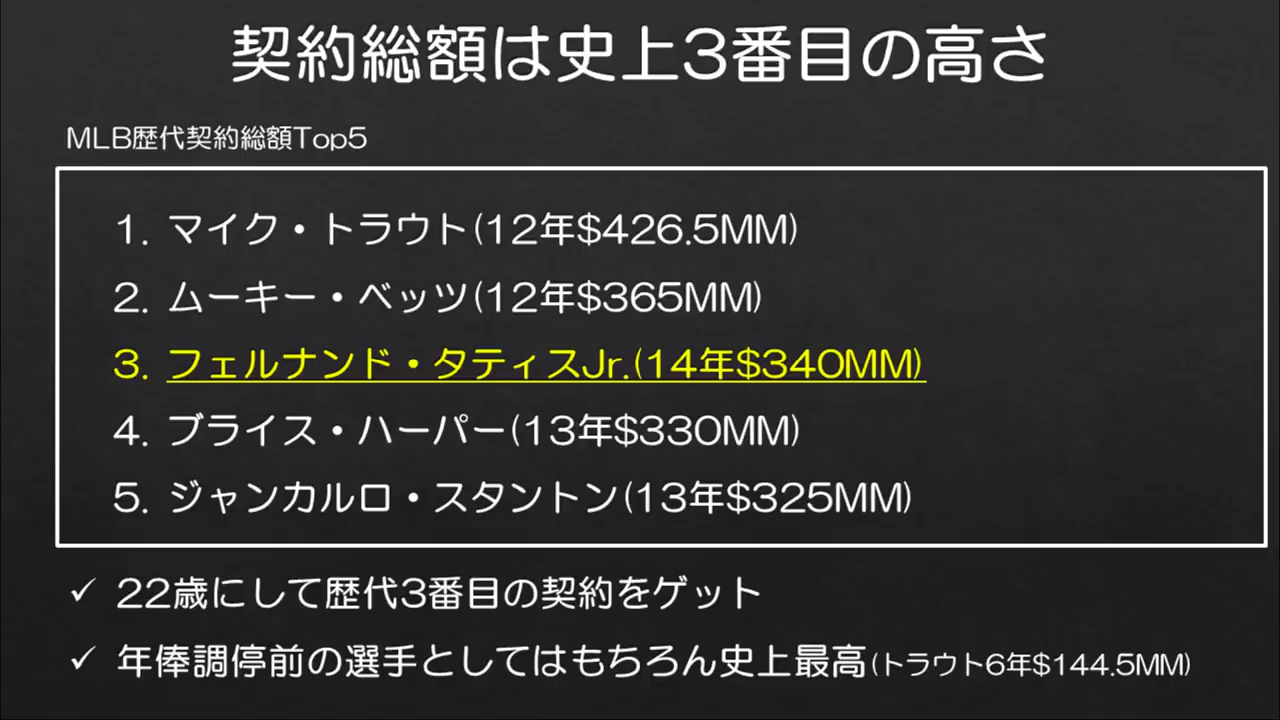 契約総額は史上3番目の高さ
MLB歴代契約総額Top5
1. マイク・トラウト(12年$426.5MM)
2. ムーキー・ベッツ(12年$365MM)
3. フェルナンド・タティスJr.(14年$340MM)
4. ブライス・ハーパー(13年$330MM)
5. ジャンカルロ・スタントン(13年$325MM)
✓ 22歳にして歴代3番目の契約をゲット
✓ 年俸調停前の選手としてはもちろん史上最高(トラウト6年$144.5MM)